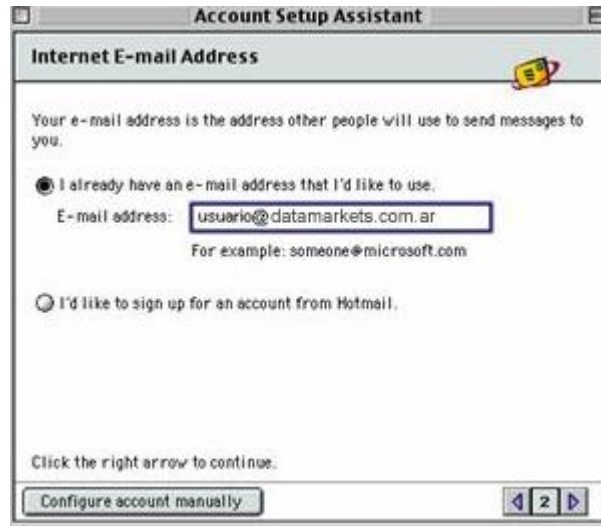 Account Setup Assistant
Internet E-mail Address
Your e-mail address is the address other people will use to send messages to
you.
I already have an e-mail address that I'd like to use.
E-mail address: usuario@datamarkets.com.ar
For example: someone@microsoft.com
I'd like to sign up for an account from Hotmail.
Click the right arrow to continue.
Configure account manually 2